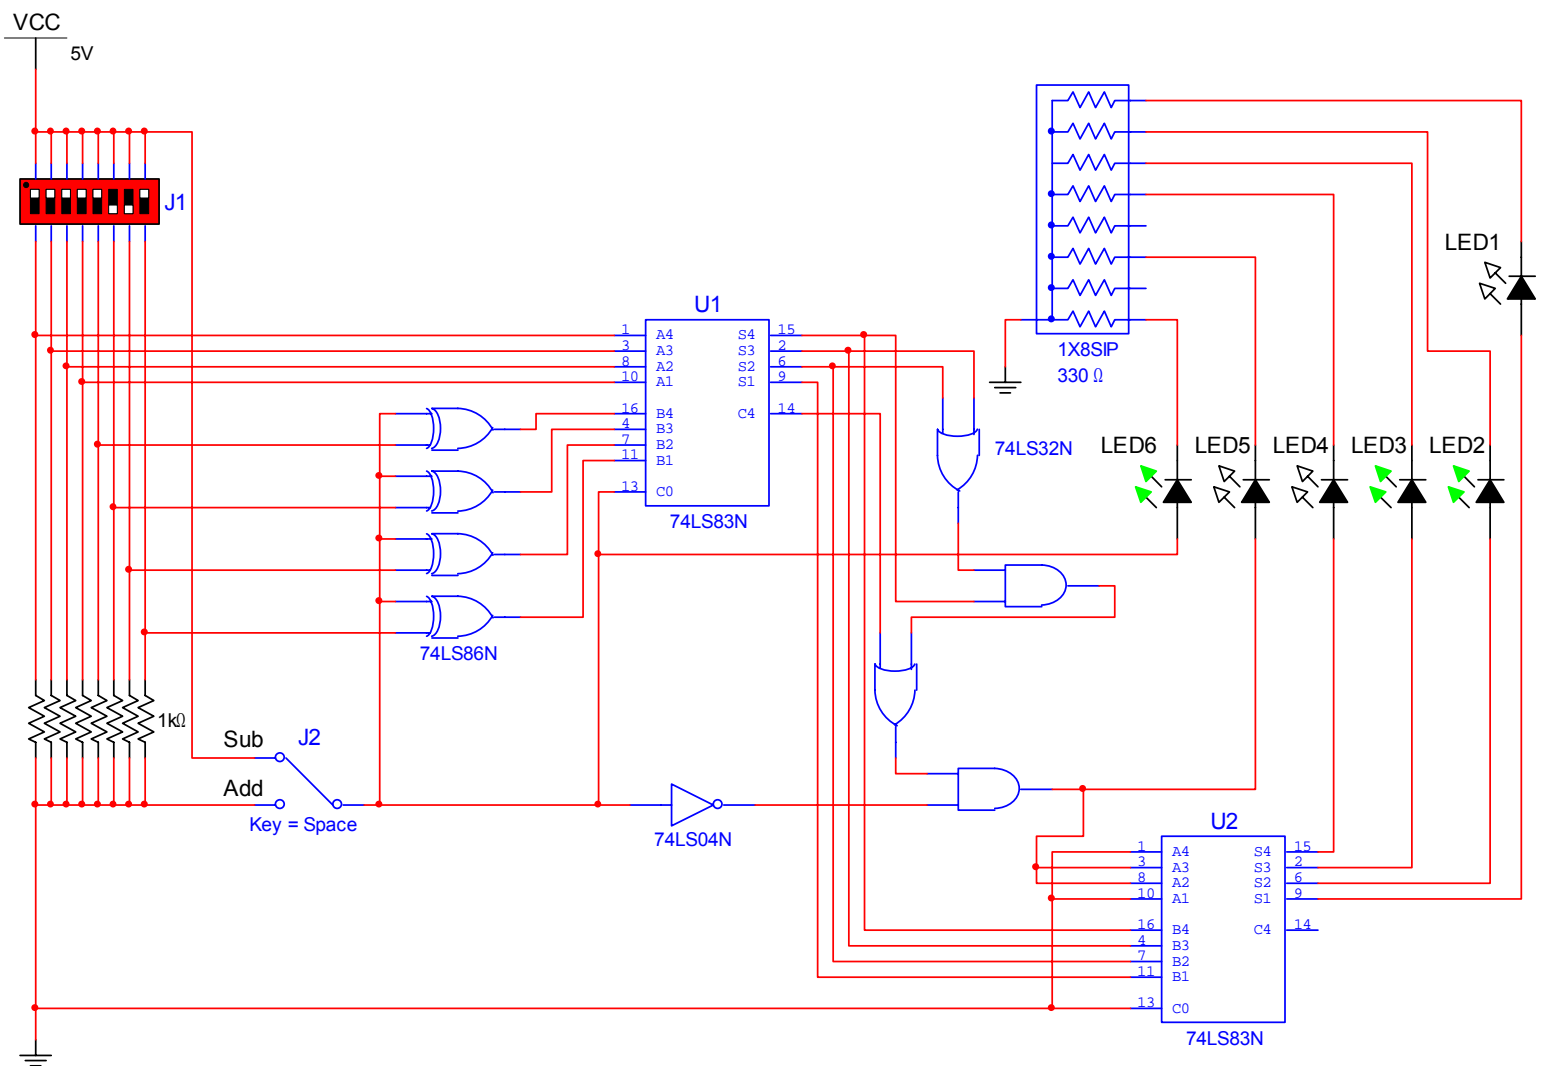 VCC
5V
J1
U1
1 A4 S4 15
3 A3 S3 2
8 A2 S2 6
10 A1 S1 9
16 B4 C4 14
4 B3
7 B2
11 B1
13 C0
74LS83N
74LS86N
1X8SIP
330 Ω
74LS32N
LED1
LED6 LED5 LED4 LED3 LED2
1kΩ
Sub
J2
Add
Key = Space
74LS04N
U2
1 A4 S4 15
3 A3 S3 2
8 A2 S2 6
10 A1 S1 9
16 B4 C4 14
4 B3
7 B2
11 B1
13 C0
74LS83N